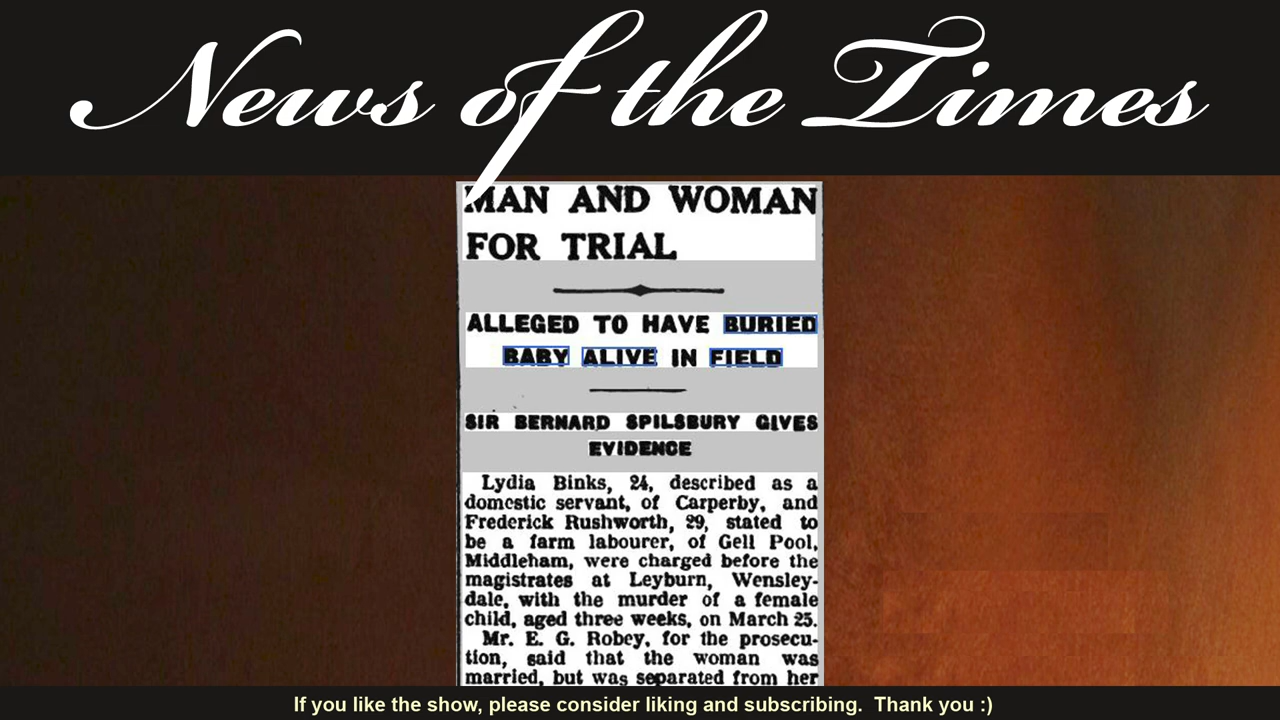 News of the Times
MAN AND WOMAN
FOR TRIAL
ALLEGED TO HAVE BURIED
BABY ALIVE IN FIELD
SIR BERNARD SPILSBURY GIVES
EVIDENCE
Lydia Binks, 24, described as a
domestic servant, of Carperby, and
Frederick Rushworth, 29, stated to
be a farm labourer, of Gell Pool,
Middleham, were charged before the
magistrates at Leyburn, Wensley-
dale, with the murder of a female
child, aged three weeks, on March 25.
Mr. E. G. Robey, for the prosecu-
tion, said that the woman was
married, but was separated from her
If you like the show, please consider liking and subscribing.  Thank you :)